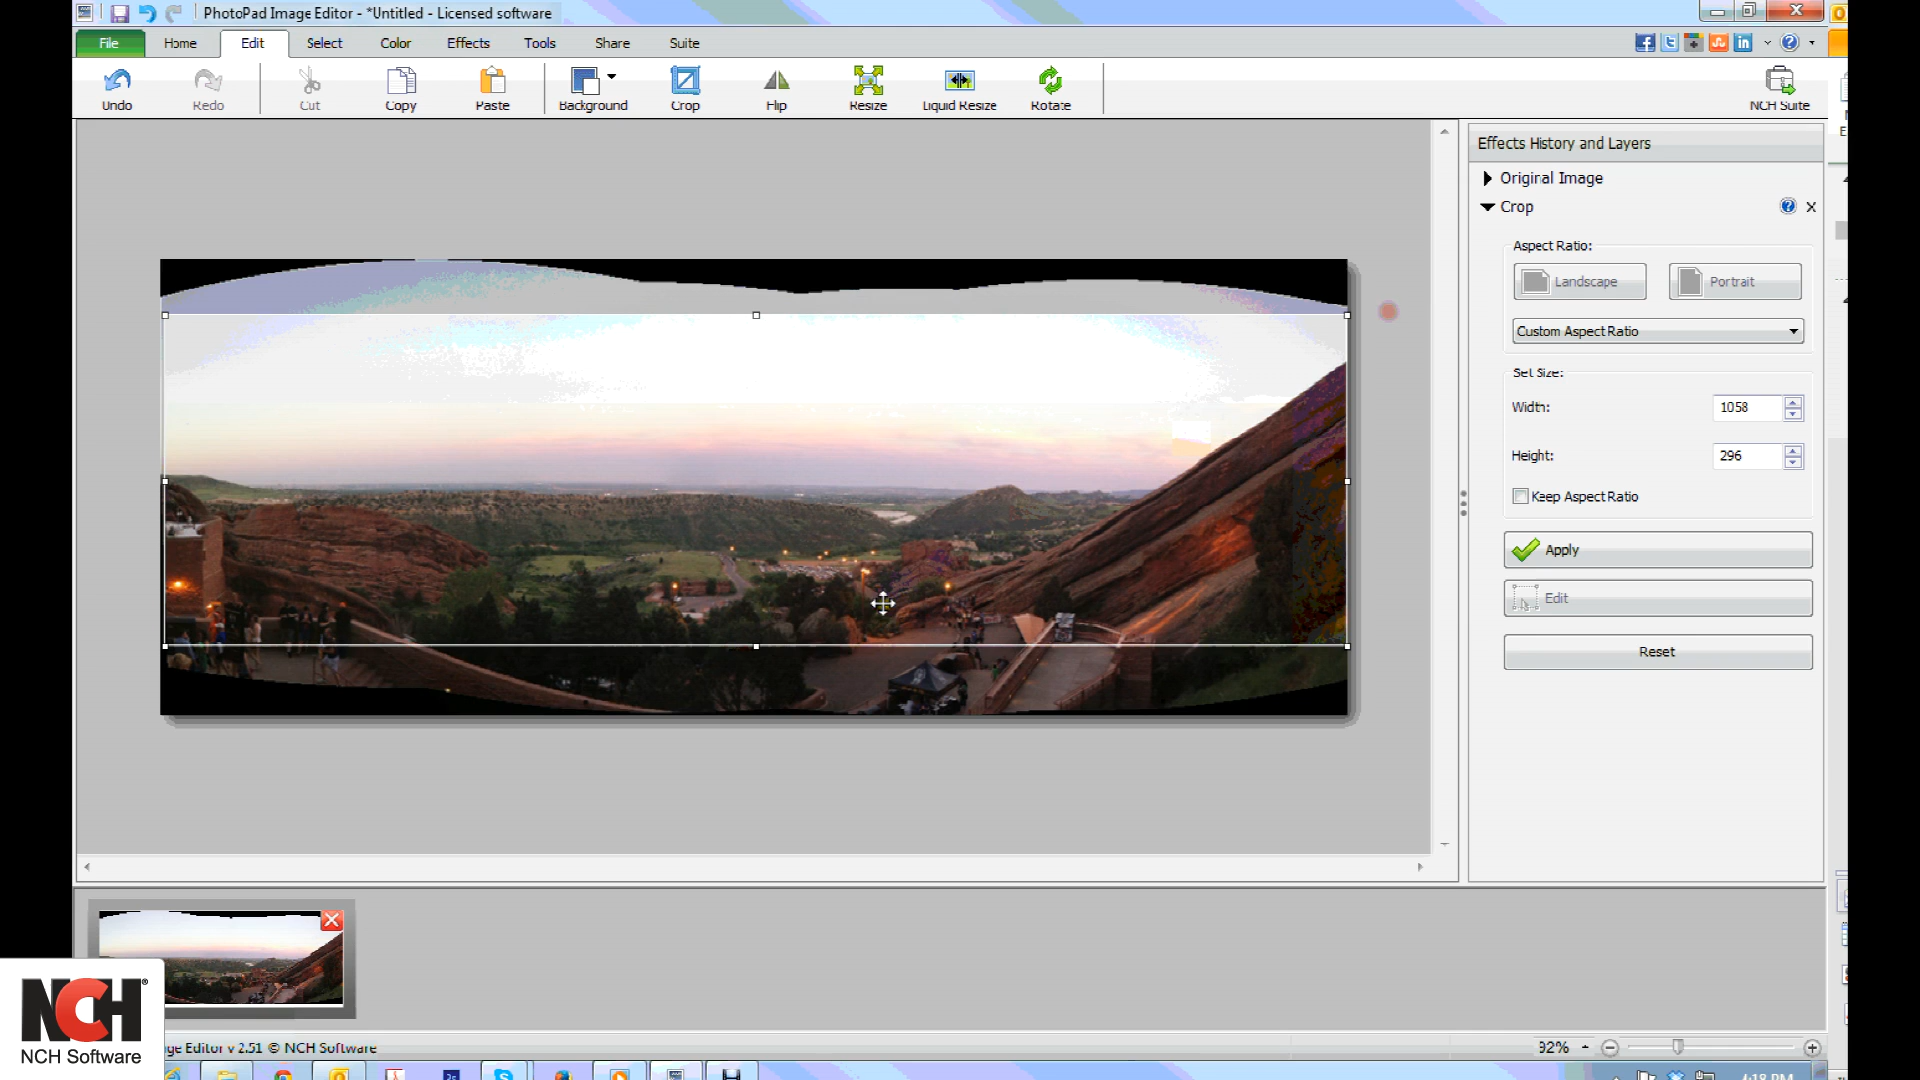 PhotoPad Image Editor - *Untitled - Licensed software
File Home Edit Select Color Effects Tools Share Suite
Undo Redo Cut Copy Paste Background Crop Flip Resize Liquid Resize Rotate NCH Suite
Effects History and Layers
Original Image
Crop
Aspect Ratio:
Landscape Portrait
Custom Aspect Ratio
Set Size:
Width: 1058
Height: 296
Keep Aspect Ratio
Apply
Edit
Reset
NCH
NCH Software
ge Editor v 2.51 © NCH Software
92%
4:18 PM